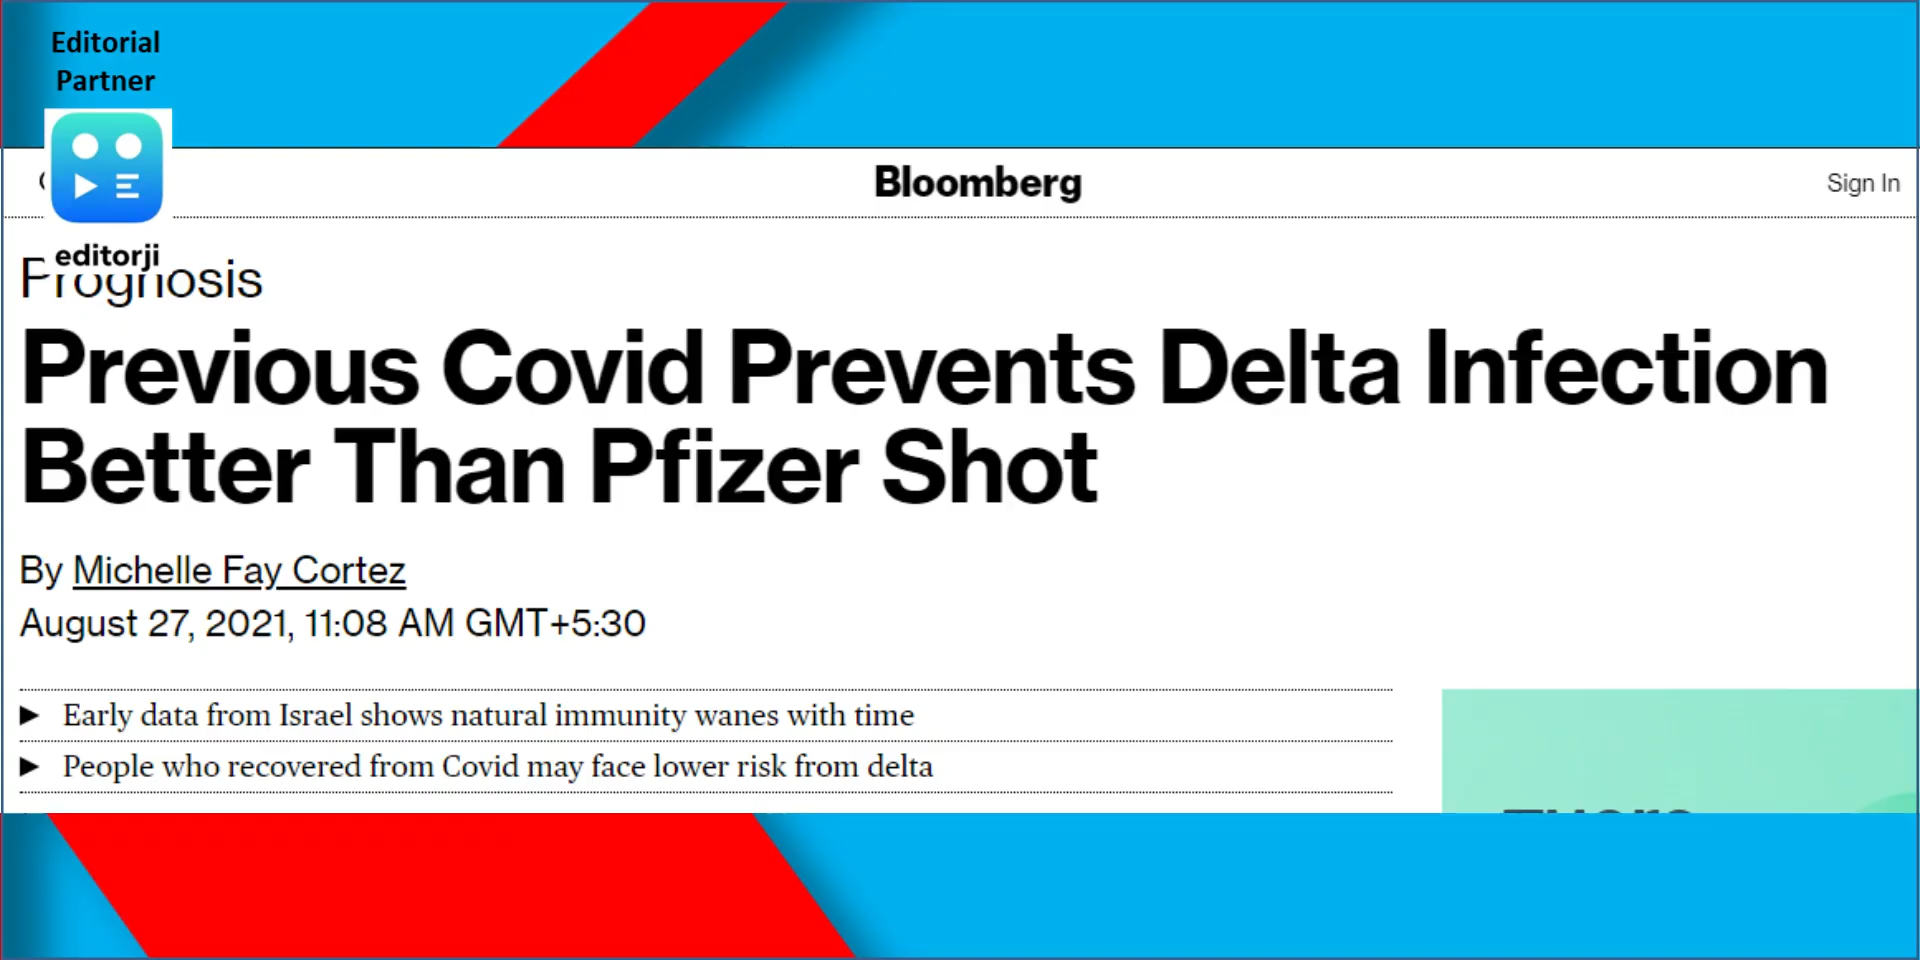 Editorial
Partner
editorji
Bloomberg
Sign In
Prognosis
Previous Covid Prevents Delta Infection
Better Than Pfizer Shot
By Michelle Fay Cortez
August 27, 2021, 11:08 AM GMT+5:30
▶ Early data from Israel shows natural immunity wanes with time
▶ People who recovered from Covid may face lower risk from delta